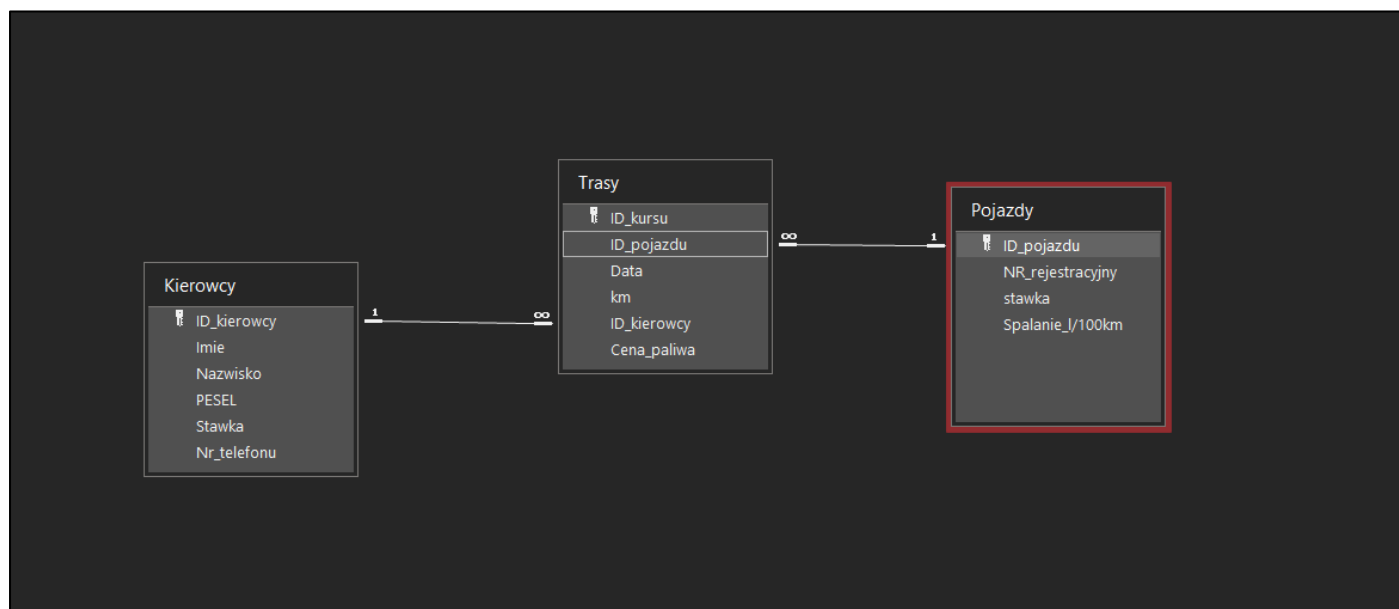 Kierowcy
ID_kierowcy
Imie
Nazwisko
PESEL
Stawka
Nr_telefonu
1
∞
Trasy
ID_kursu
ID_pojazdu
Data
km
ID_kierowcy
Cena_paliwa
∞
1
Pojazdy
ID_pojazdu
NR_rejestracyjny
stawka
Spalanie_l/100km